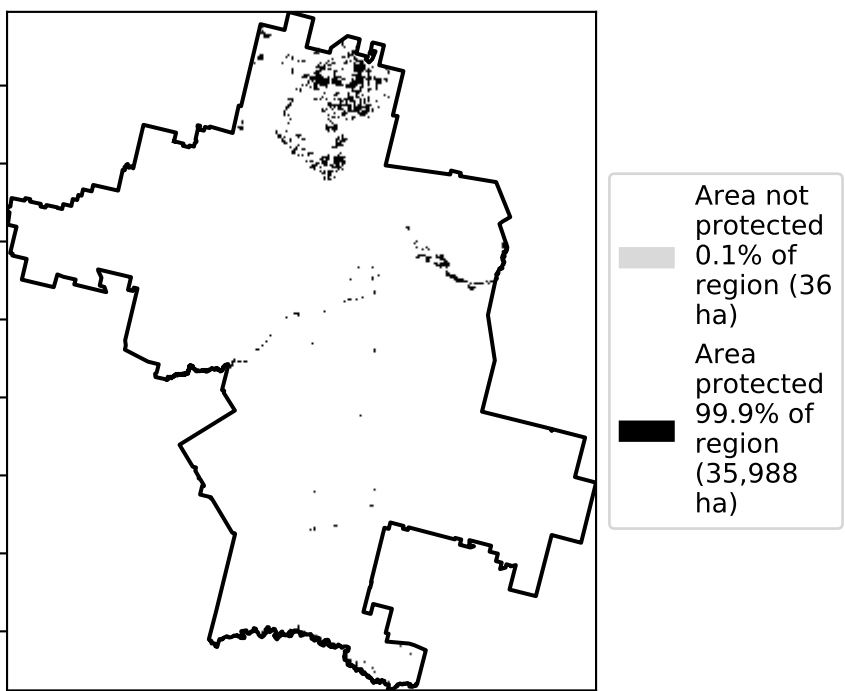 Area not
protected
0.1% of
region (36
ha)
Area
protected
99.9% of
region
(35,988
ha)